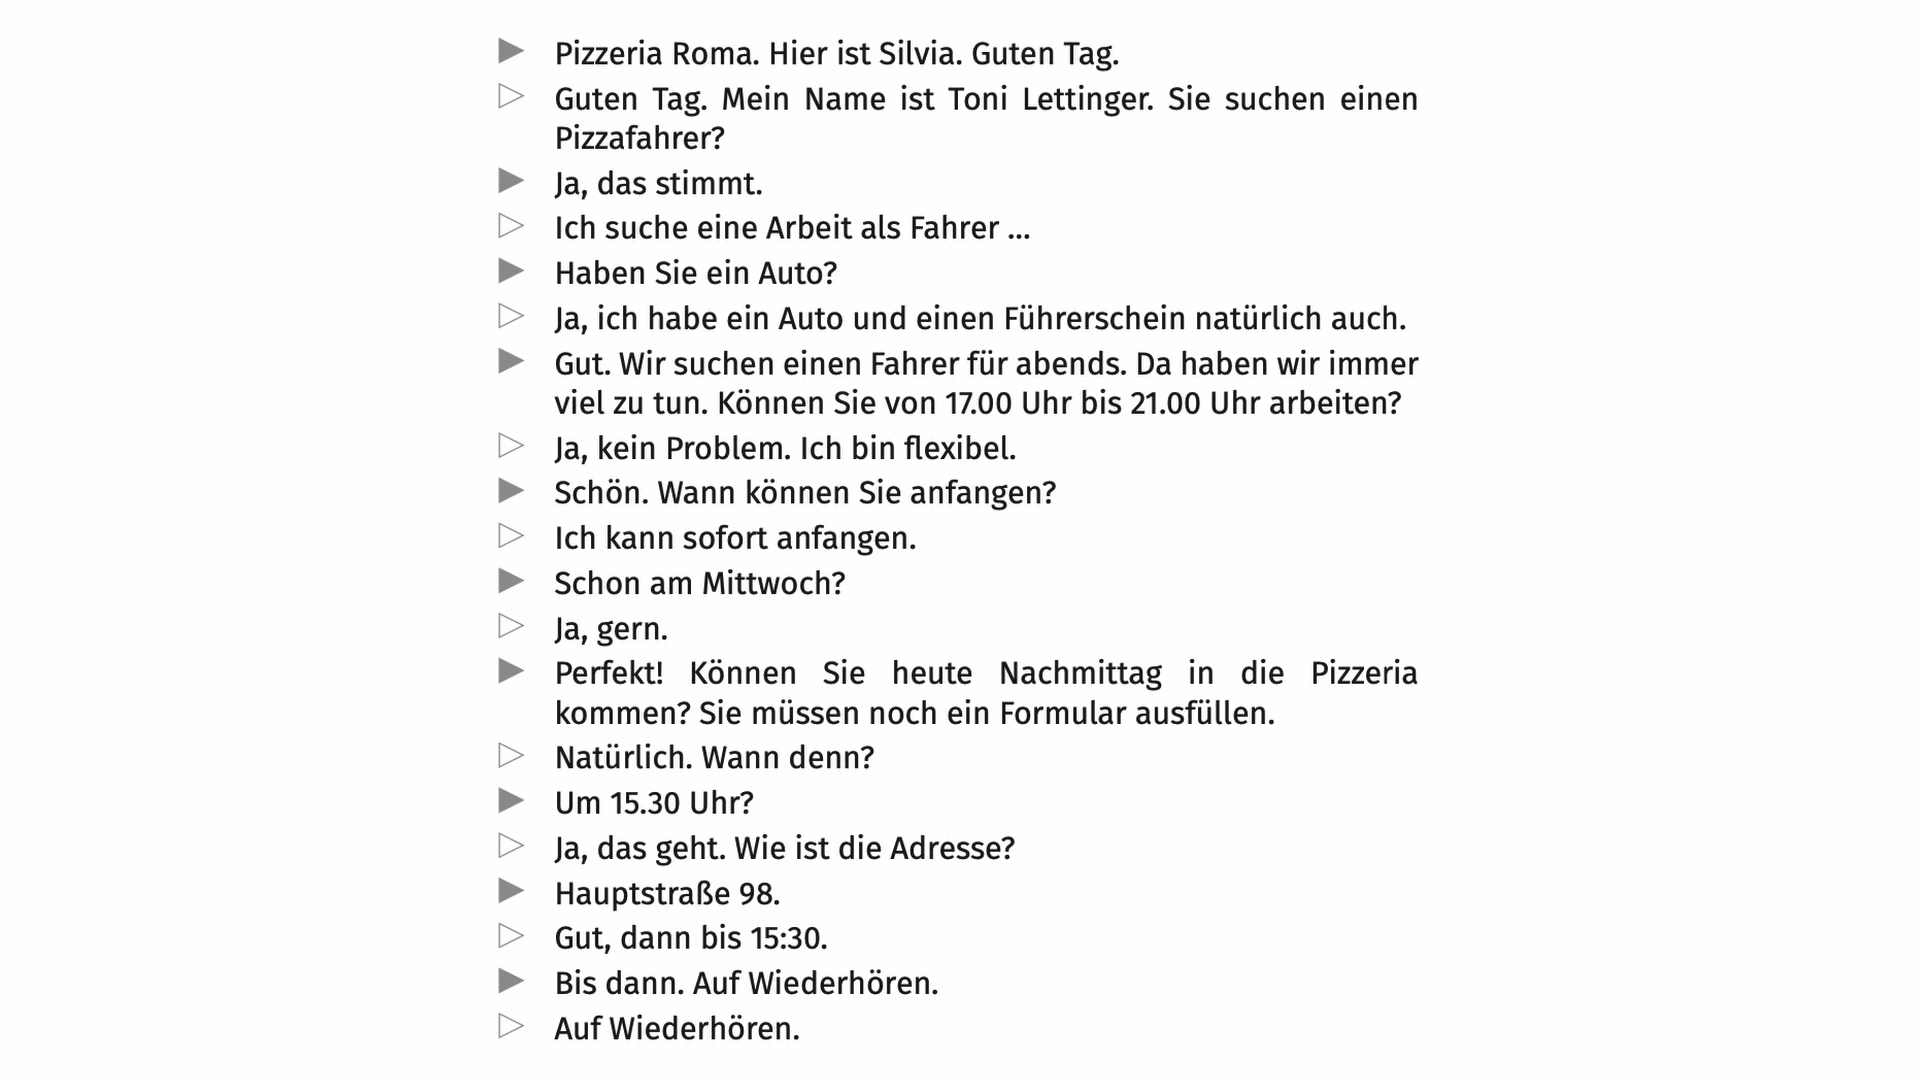 ▶ Pizzeria Roma. Hier ist Silvia. Guten Tag.
▷ Guten Tag. Mein Name ist Toni Lettinger. Sie suchen einen
Pizzafahrer?
▶ Ja, das stimmt.
▷ Ich suche eine Arbeit als Fahrer ...
▶ Haben Sie ein Auto?
▷ Ja, ich habe ein Auto und einen Führerschein natürlich auch.
▶ Gut. Wir suchen einen Fahrer für abends. Da haben wir immer
viel zu tun. Können Sie von 17.00 Uhr bis 21.00 Uhr arbeiten?
▷ Ja, kein Problem. Ich bin flexibel.
▶ Schön. Wann können Sie anfangen?
▷ Ich kann sofort anfangen.
▶ Schon am Mittwoch?
▷ Ja, gern.
▶ Perfekt! Können Sie heute Nachmittag in die Pizzeria
kommen? Sie müssen noch ein Formular ausfüllen.
▷ Natürlich. Wann denn?
▶ Um 15.30 Uhr?
▷ Ja, das geht. Wie ist die Adresse?
▶ Hauptstraße 98.
▷ Gut, dann bis 15:30.
▶ Bis dann. Auf Wiederhören.
▷ Auf Wiederhören.